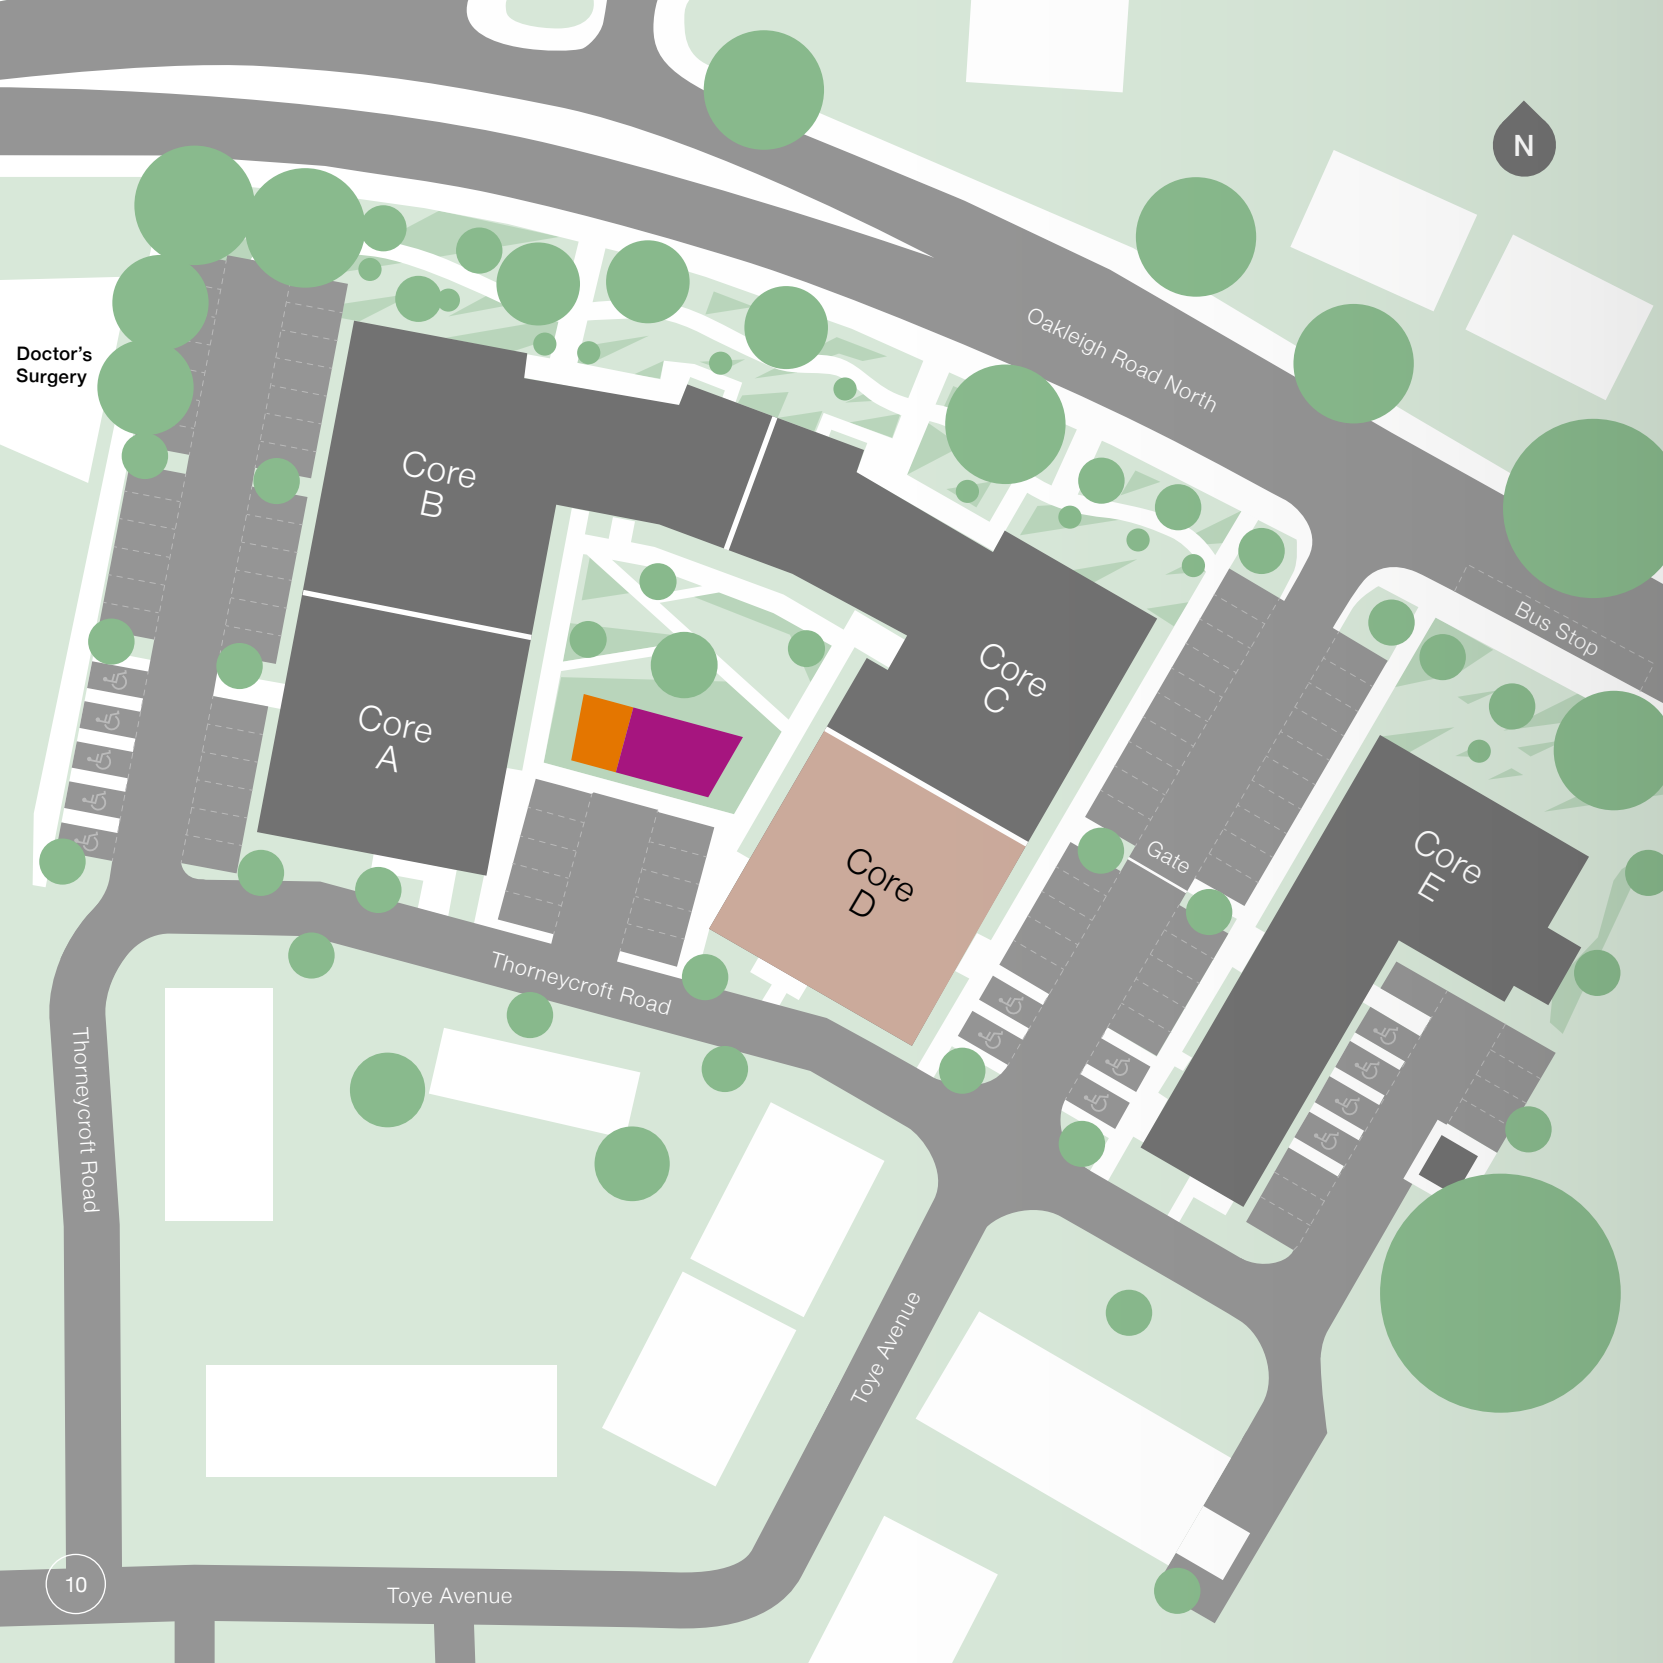 N
Oakleigh Road North
Doctor's
Surgery
Core
B
Bus Stop
Core
C
Core
A
Gate
Core
D
Core
E
Thorneycroft Road
Thorneycroft Road
Toye Avenue
10
Toye Avenue